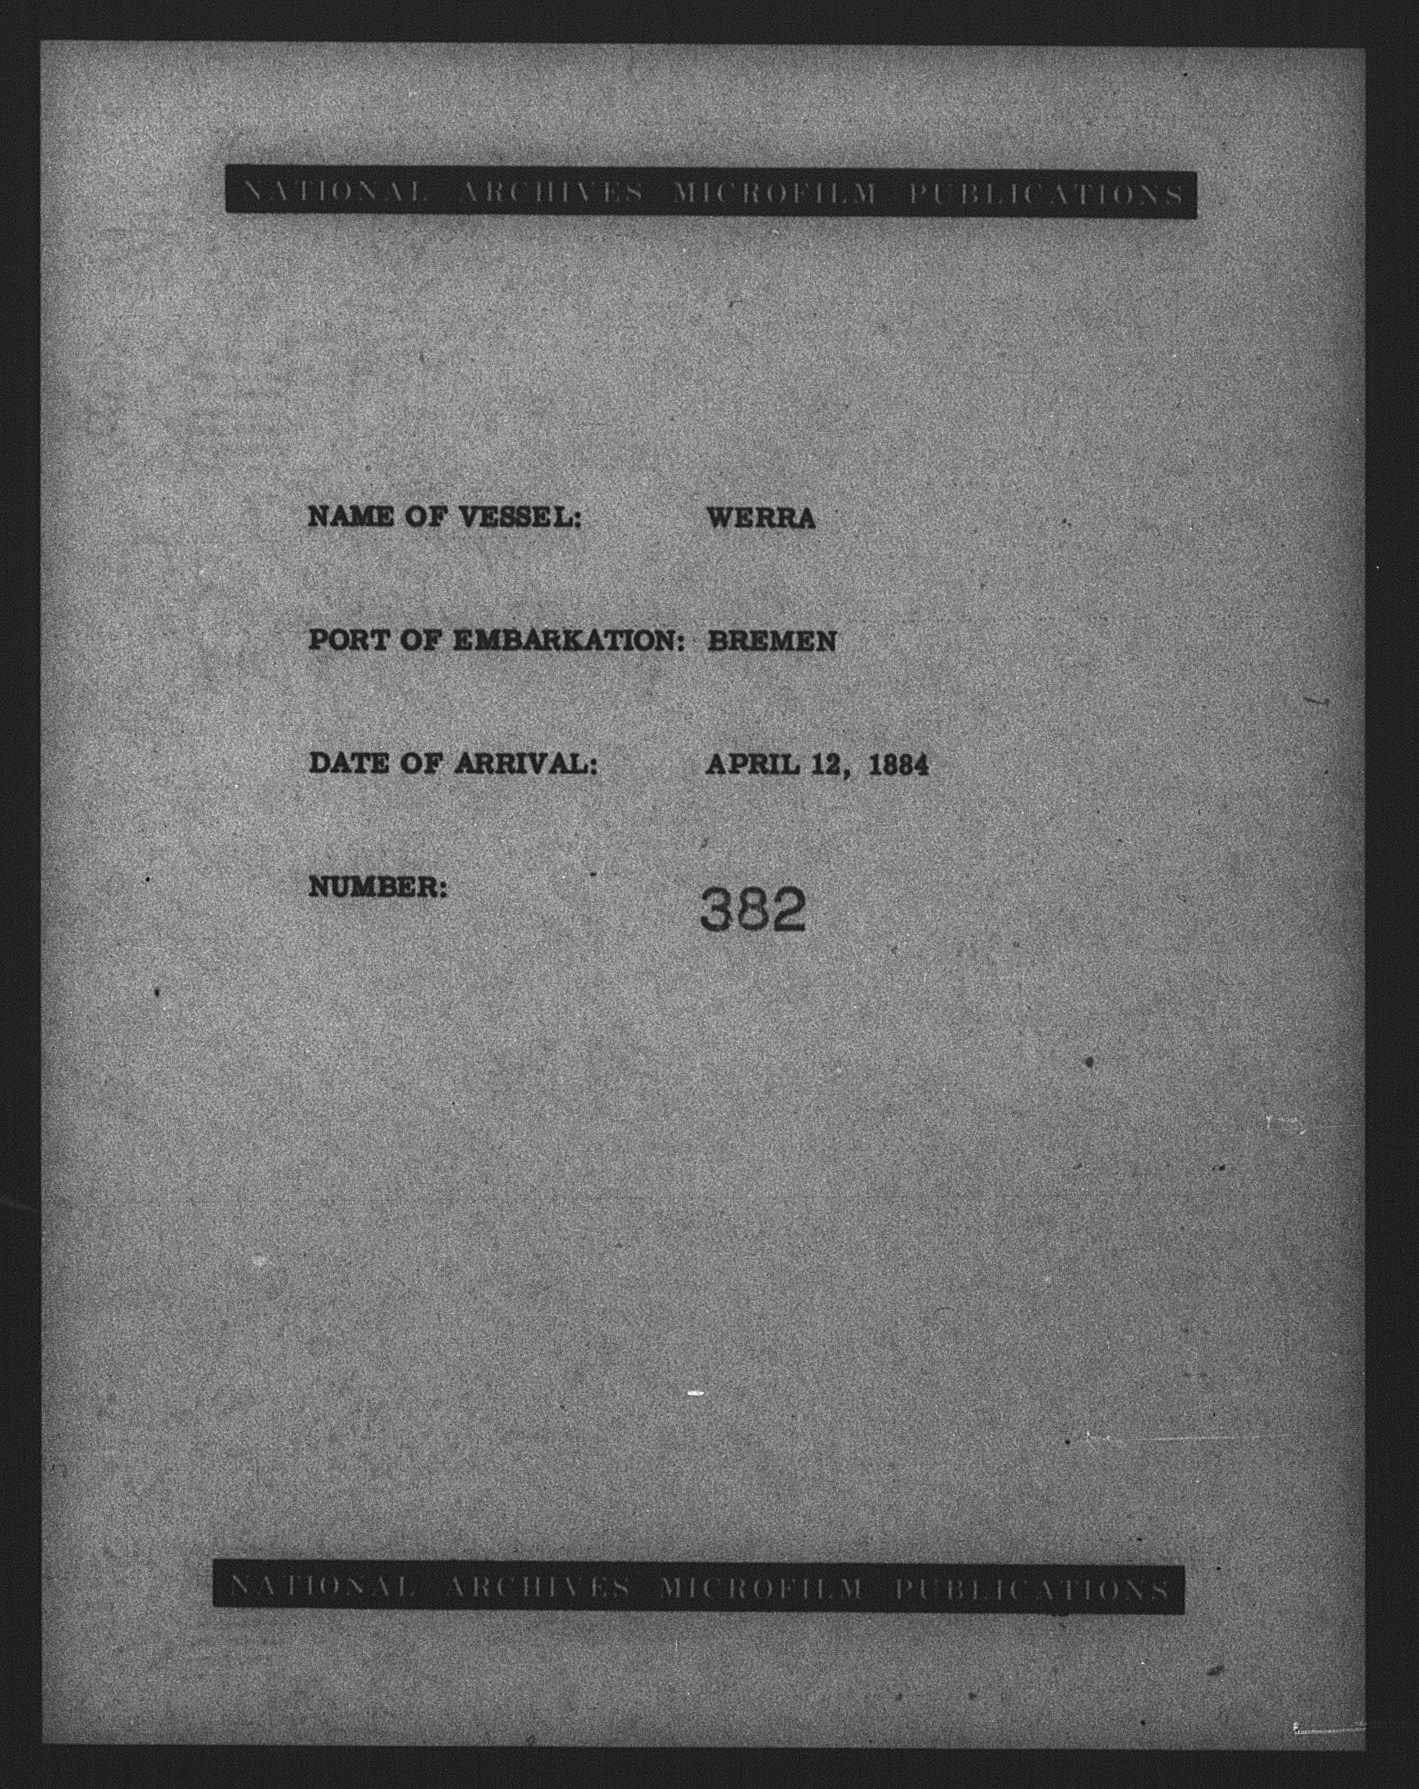 NATIONAL ARCHIVES MICROFILM PUBLICATIONS
NAME OF VESSEL: WERRA
PORT OF EMBARKATION: BREMEN
DATE OF ARRIVAL: APRIL 12, 1884
NUMBER: 382
NATIONAL ARCHIVES MICROFILM PUBLICATIONS